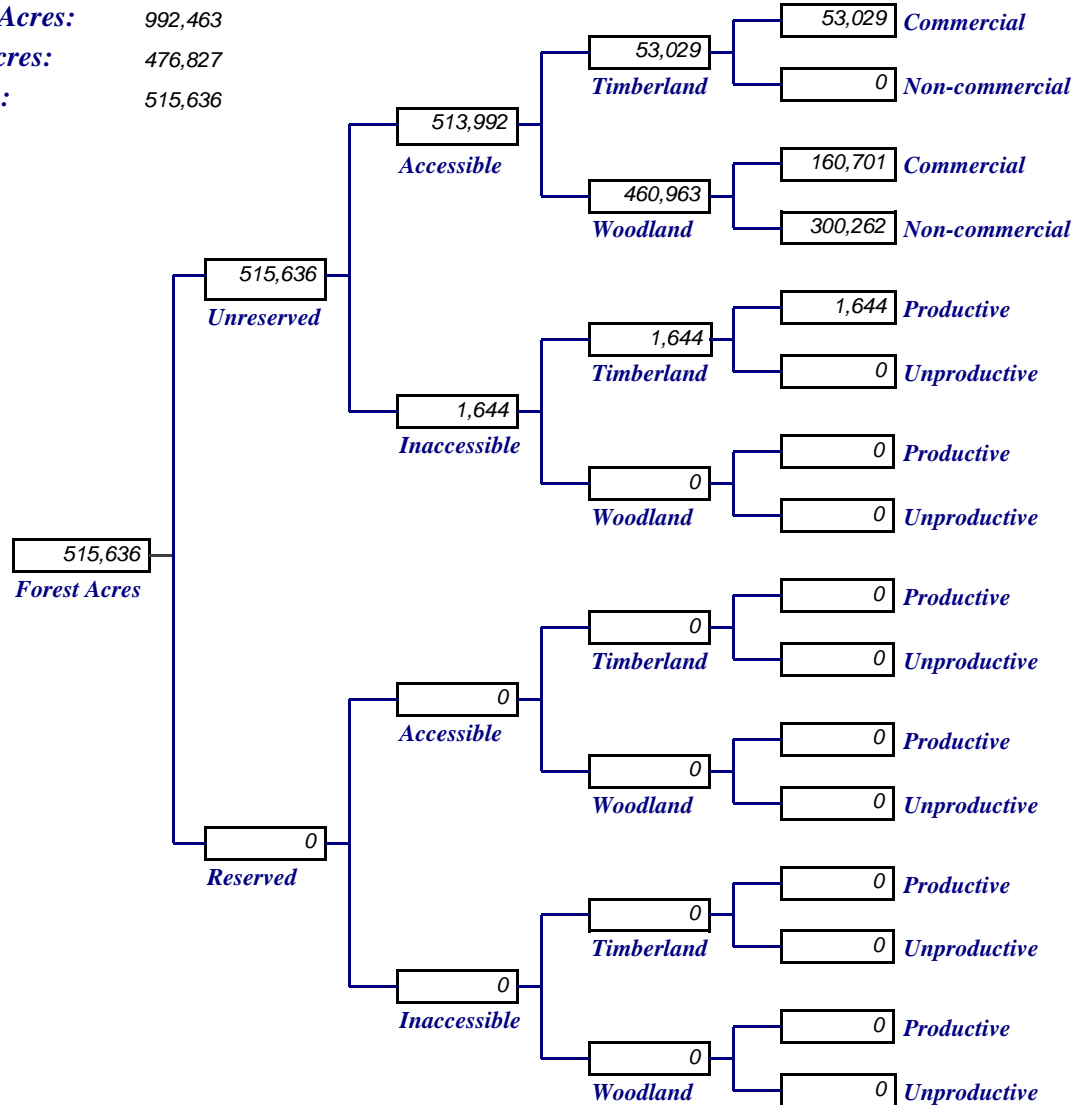 Acres: 992,463
cres: 476,827
: 515,636
53,029 Commercial
53,029
Timberland
0 Non-commercial
513,992
Accessible
160,701 Commercial
460,963
Woodland
300,262 Non-commercial
515,636
Unreserved
1,644 Productive
1,644
Timberland
0 Unproductive
1,644
Inaccessible
0 Productive
0
Woodland
0 Unproductive
515,636
Forest Acres
0 Productive
0
Timberland
0 Unproductive
0
Accessible
0 Productive
0
Woodland
0 Unproductive
0
Reserved
0 Productive
0
Timberland
0 Unproductive
0
Inaccessible
0 Productive
0
Woodland
0 Unproductive